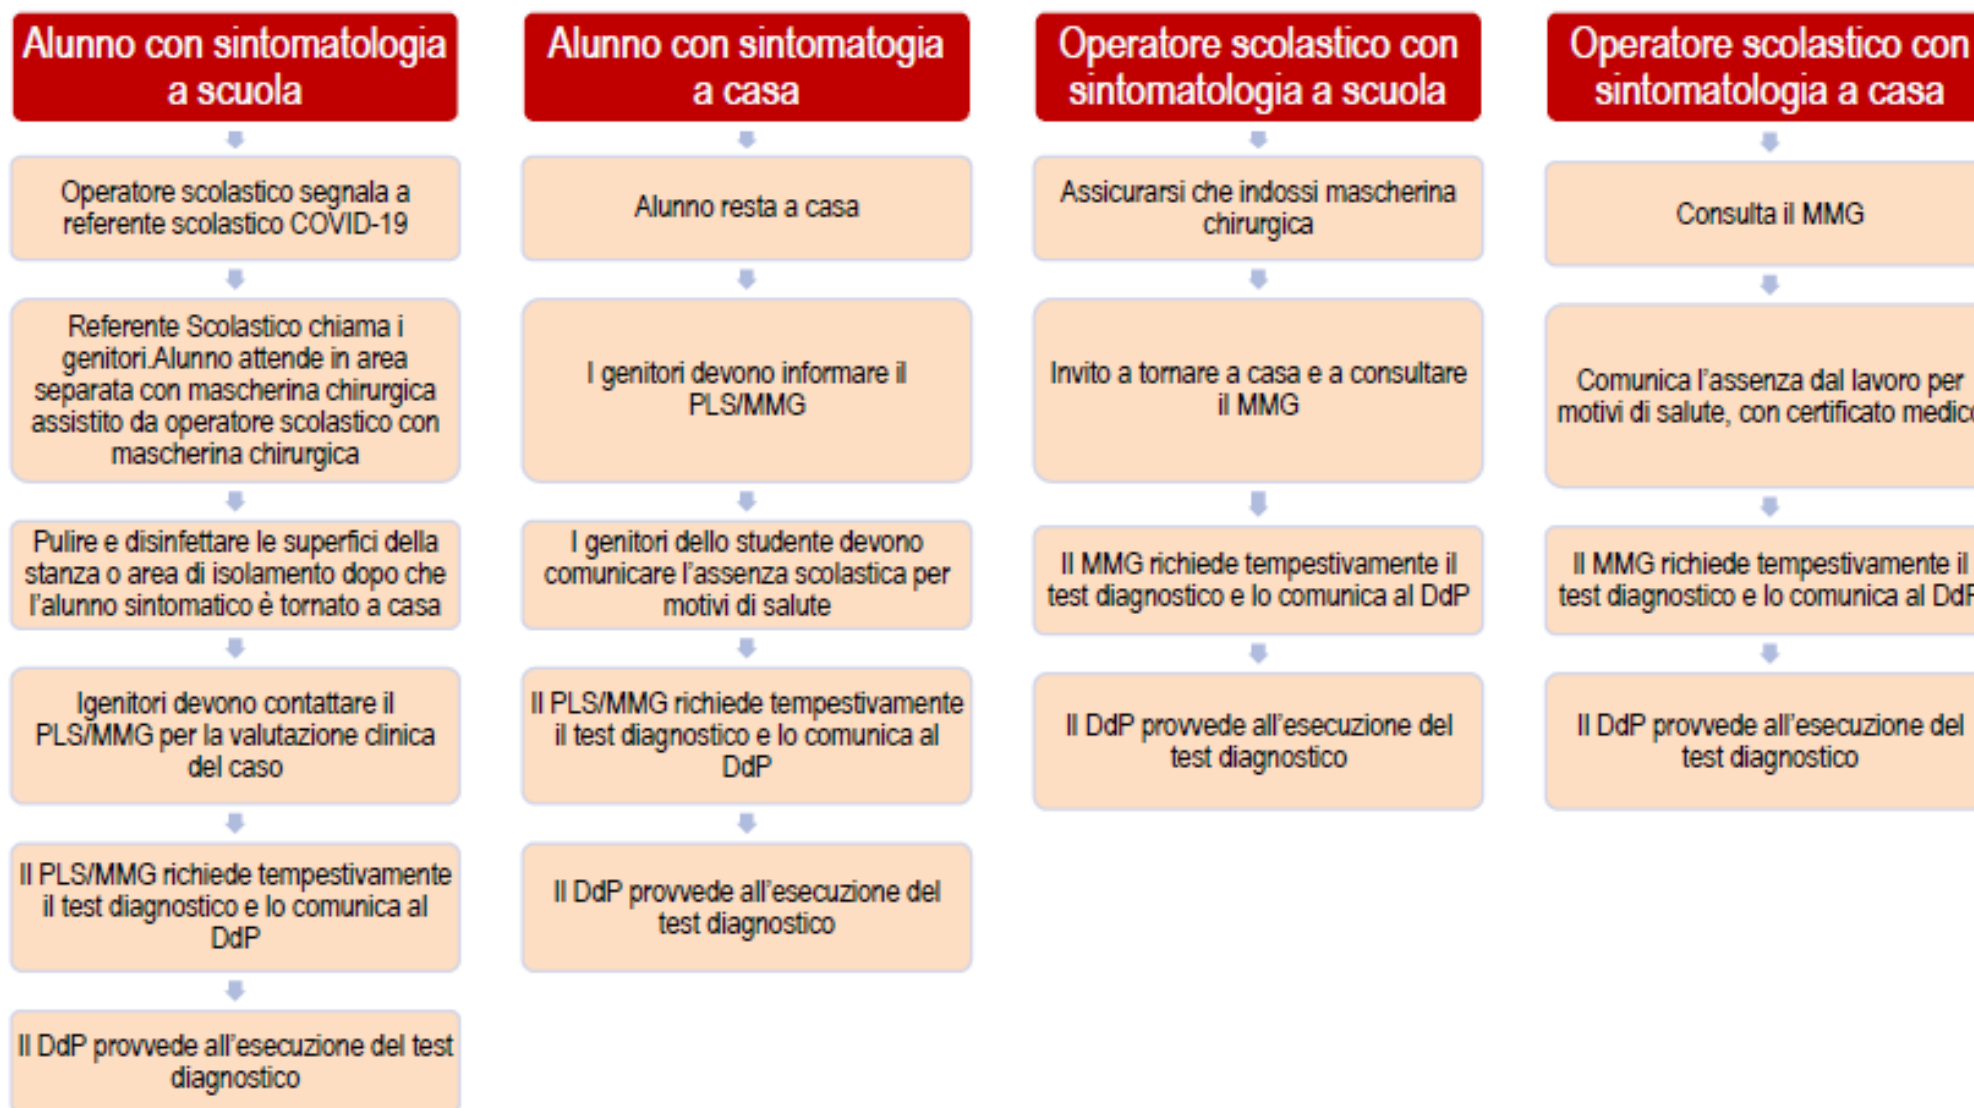 Alunno con sintomatologia
a scuola
Operatore scolastico segnala a
referente scolastico COVID-19
Referente Scolastico chiama i
genitori.Alunno attende in area
separata con mascherina chirurgica
assistito da operatore scolastico con
mascherina chirurgica
Pulire e disinfettare le superfici della
stanza o area di isolamento dopo che
l'alunno sintomatico è tornato a casa
Igenitori devono contattare il
PLS/MMG per la valutazione clinica
del caso
Il PLS/MMG richiede tempestivamente
il test diagnostico e lo comunica al
DdP
Il DdP provvede all'esecuzione del test
diagnostico
Alunno con sintomatogia
a casa
Alunno resta a casa
I genitori devono informare il
PLS/MMG
I genitori dello studente devono
comunicare l'assenza scolastica per
motivi di salute
Il PLS/MMG richiede tempestivamente
il test diagnostico e lo comunica al
DdP
Il DdP provvede all'esecuzione del
test diagnostico
Operatore scolastico con
sintomatologia a scuola
Assicurarsi che indossi mascherina
chirurgica
Invito a tornare a casa e a consultare
il MMG
Il MMG richiede tempestivamente il
test diagnostico e lo comunica al DdP
Il DdP provvede all'esecuzione del
test diagnostico
Operatore scolastico con
sintomatologia a casa
Consulta il MMG
Comunica l'assenza dal lavoro per
motivi di salute, con certificato medico
Il MMG richiede tempestivamente il
test diagnostico e lo comunica al DdP
Il DdP provvede all'esecuzione del
test diagnostico